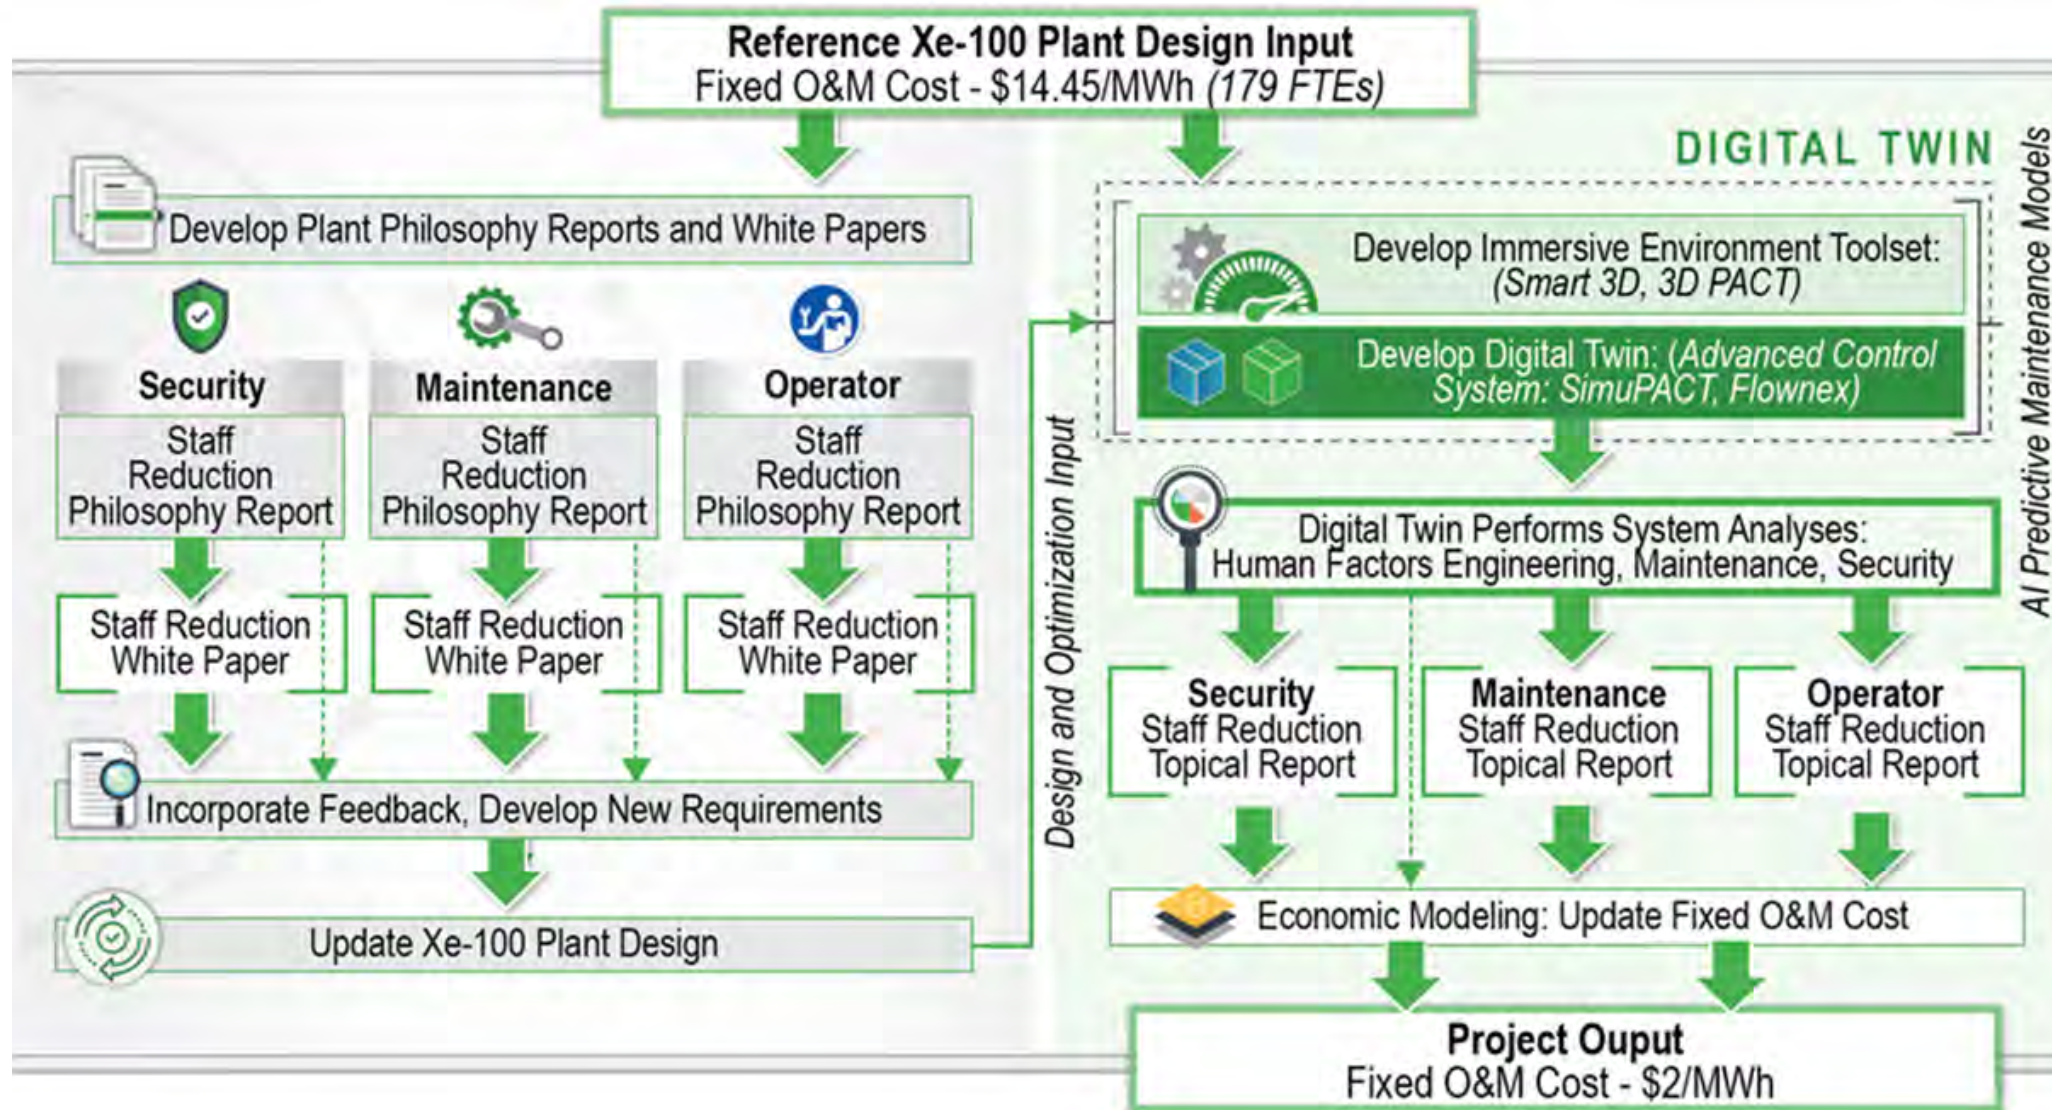 Reference Xe-100 Plant Design Input
Fixed O&M Cost - $14.45/MWh (179 FTEs)
Develop Plant Philosophy Reports and White Papers
Security
Staff
Reduction
Philosophy Report
Staff Reduction
White Paper
Maintenance
Staff
Reduction
Philosophy Report
Staff Reduction
White Paper
Operator
Staff
Reduction
Philosophy Report
Staff Reduction
White Paper
Incorporate Feedback, Develop New Requirements
Update Xe-100 Plant Design
Design and Optimization Input
DIGITAL TWIN
Develop Immersive Environment Toolset:
(Smart 3D, 3D PACT)
Develop Digital Twin: (Advanced Control
System: SimuPACT, Flownex)
AI Predictive Maintenance Models
Digital Twin Performs System Analyses:
Human Factors Engineering, Maintenance, Security
Security
Staff Reduction
Topical Report
Maintenance
Staff Reduction
Topical Report
Operator
Staff Reduction
Topical Report
Economic Modeling: Update Fixed O&M Cost
Project Ouput
Fixed O&M Cost - $2/MWh